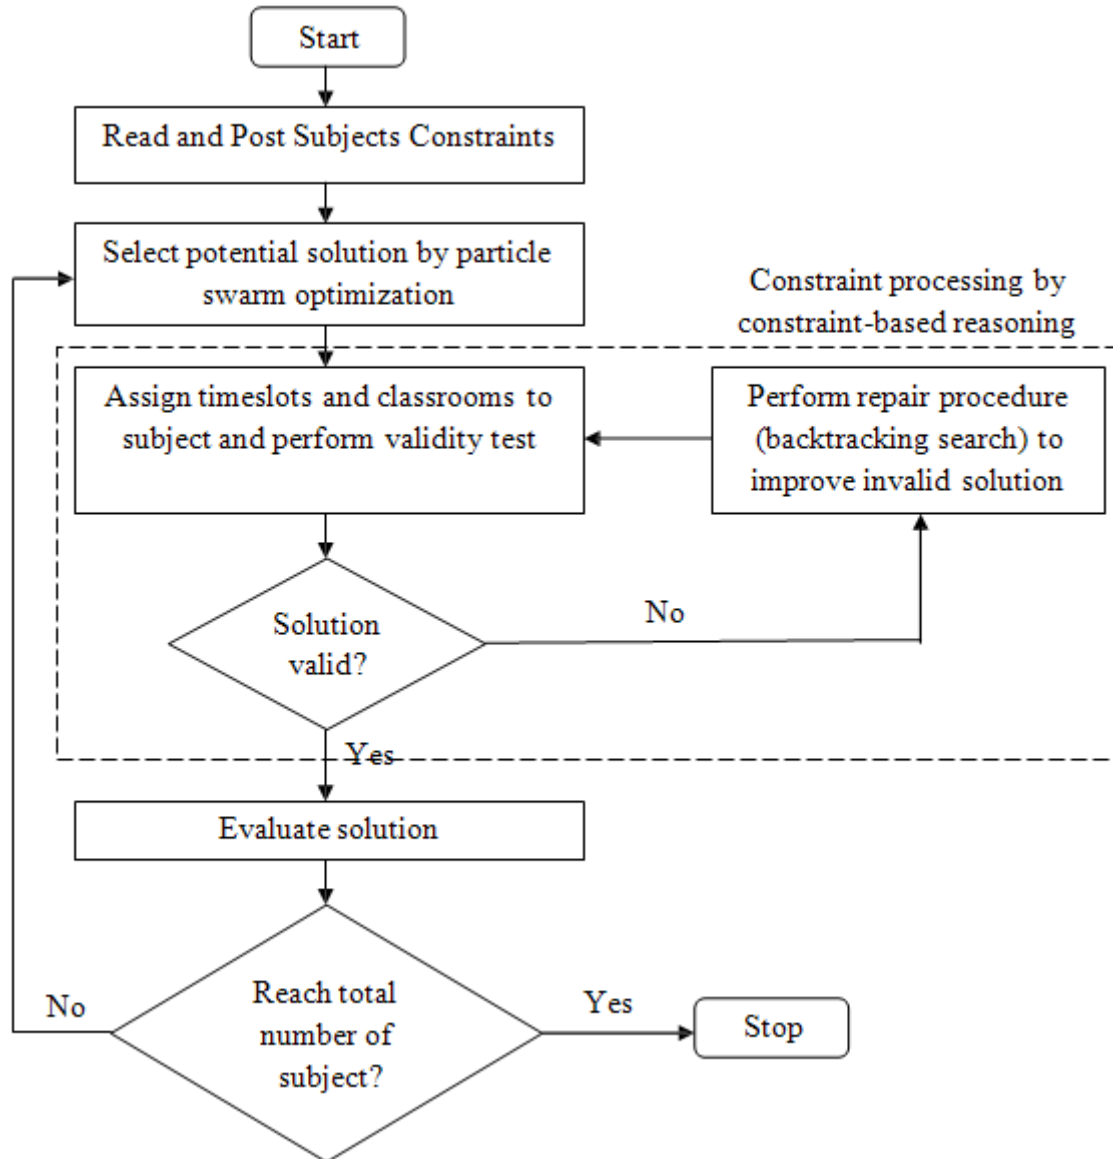 Start
Read and Post Subjects Constraints
Select potential solution by particle
swarm optimization
Constraint processing by
constraint-based reasoning
Assign timeslots and classrooms to
subject and perform validity test
Perform repair procedure
(backtracking search) to
improve invalid solution
Solution
valid?
No
Yes
Evaluate solution
Reach total
number of
subject?
No
Yes
Stop